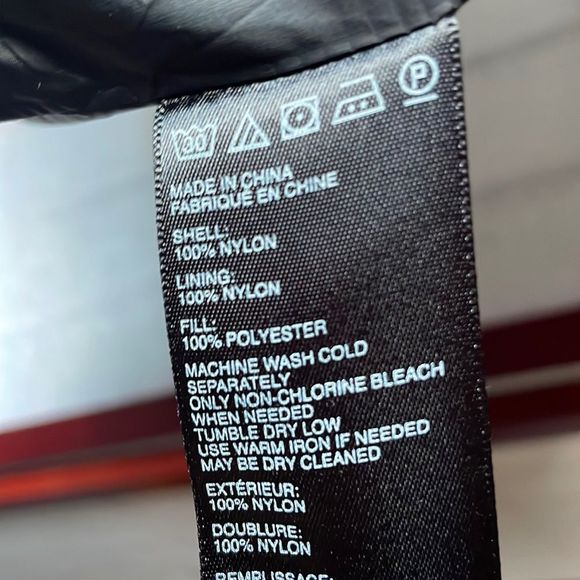 30
P
MADE IN CHINA
FABRIQUÉ EN CHINE
SHELL:
100% NYLON
LINING:
100% NYLON
FILL:
100% POLYESTER
MACHINE WASH COLD
SEPARATELY
ONLY NON-CHLORINE BLEACH
WHEN NEEDED
TUMBLE DRY LOW
USE WARM IRON IF NEEDED
MAY BE DRY CLEANED
EXTÉRIEUR:
100% NYLON
DOUBLURE:
100% NYLON
REMPLISSAGE: